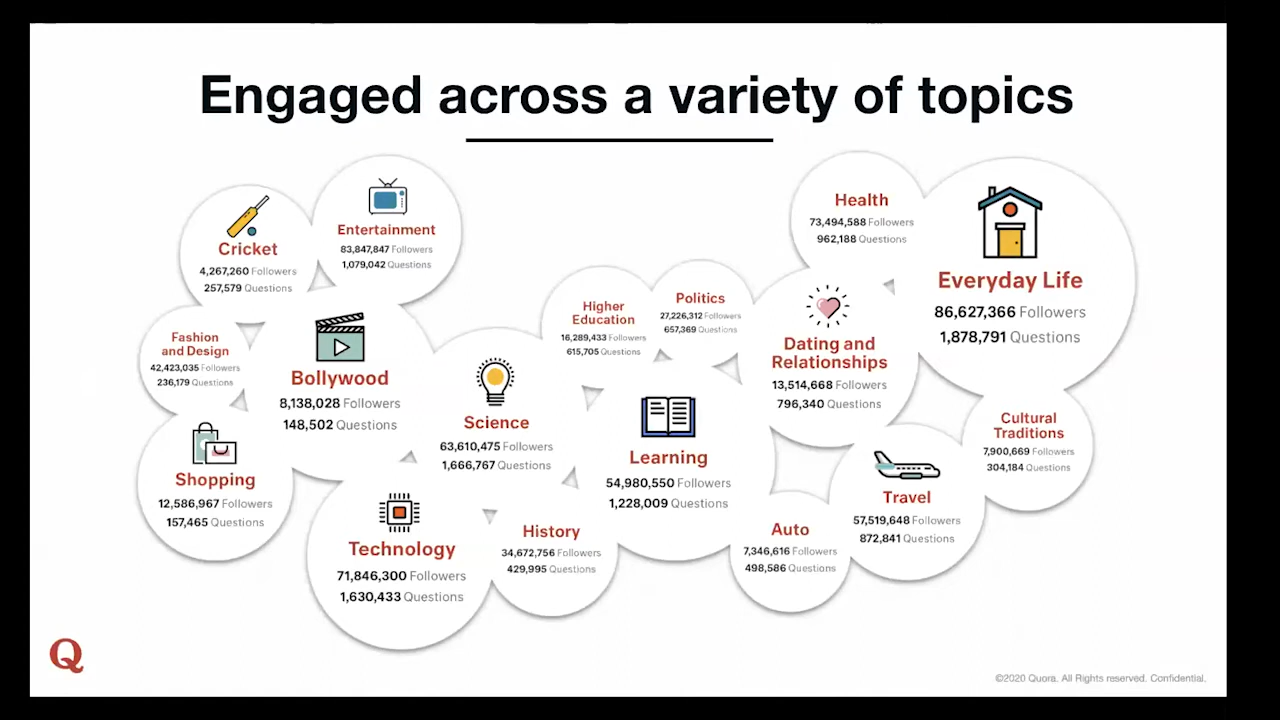 Engaged across a variety of topics
Cricket
4,267,260 Followers
257,579 Questions
Entertainment
83,847,847 Followers
1,079,042 Questions
Health
73,494,588 Followers
962,188 Questions
Everyday Life
86,627,366 Followers
1,878,791 Questions
Fashion
and Design
42,423,035 Followers
236,179 Questions
Bollywood
8,138,028 Followers
148,502 Questions
Science
63,610,475 Followers
1,666,767 Questions
Higher
Education
16,289,433 Followers
615,705 Questions
Politics
27,226,312 Followers
657,369 Questions
Dating and
Relationships
13,514,668 Followers
796,340 Questions
Cultural
Traditions
7,900,669 Followers
304,184 Questions
Shopping
12,586,967 Followers
157,465 Questions
Technology
71,846,300 Followers
1,630,433 Questions
History
34,672,756 Followers
429,995 Questions
Learning
54,980,550 Followers
1,228,009 Questions
Auto
7,346,616 Followers
498,586 Questions
Travel
57,519,648 Followers
872,841 Questions
Q
©2020 Quora. All Rights reserved. Confidential.